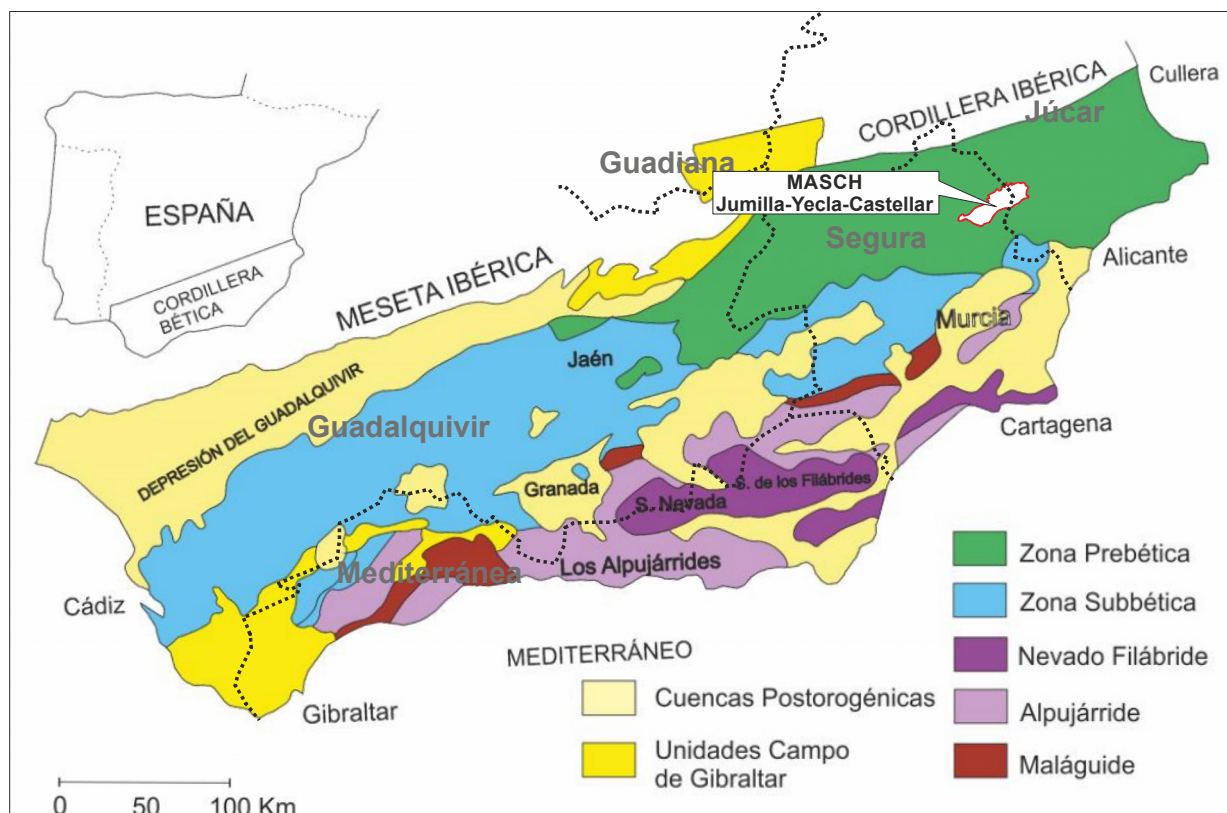 CORDILLERA IBÉRICA
Cullera
Júcar
Guadiana
MASCH
Jumilla-Yecla-Castellar
ESPAÑA
Segura
Alicante
CORDILLERA
BÉTICA
MESETA IBÉRICA
Murcia
Jaén
DEPRESIÓN DEL GUADALQUIVIR
Guadalquivir
Cartagena
Granada
S. Nevada
S. de los Filábrides
Mediterránea
Los Alpujárrides
Cádiz
Gibraltar
MEDITERRÁNEO
Cuencas Postorogénicas
Unidades Campo
de Gibraltar
Zona Prebética
Zona Subbética
Nevado Filábride
Alpujárride
Maláguide
0 50 100 Km